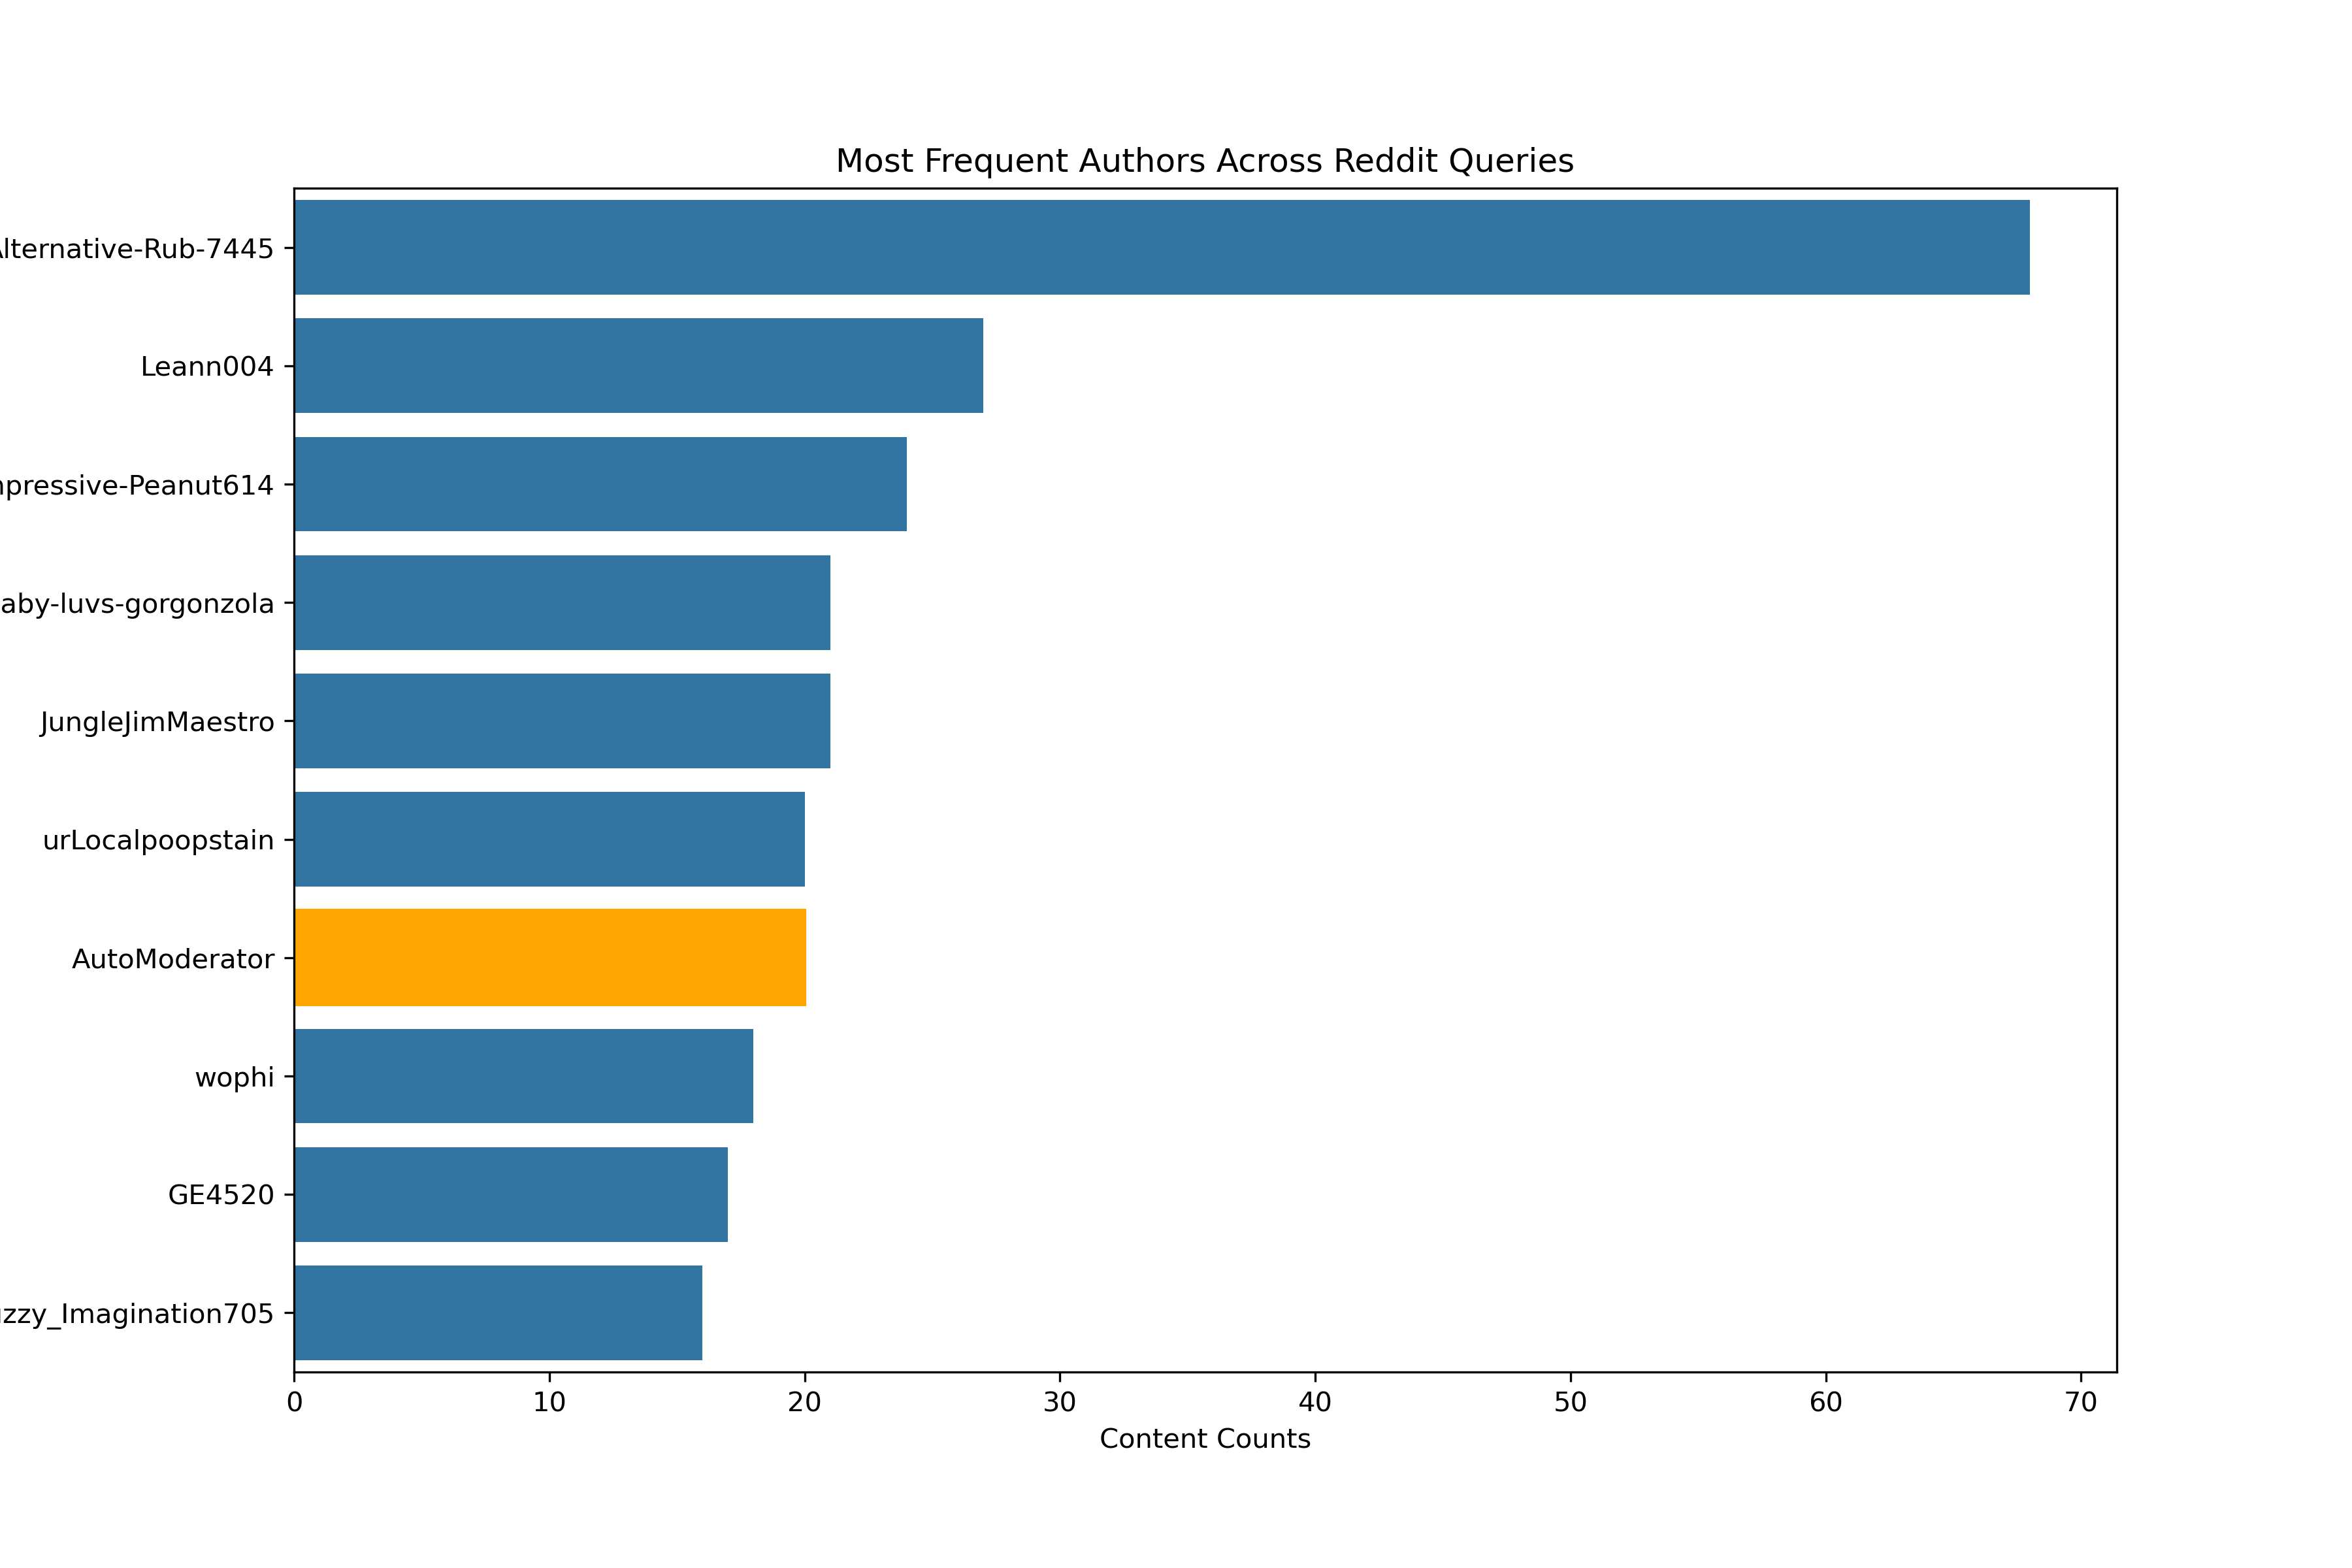 Most Frequent Authors Across Reddit Queries
lternative-Rub-7445
Leann004
pressive-Peanut614
aby-luvs-gorgonzola
JungleJimMaestro
urLocalpoopstain
AutoModerator
wophi
GE4520
zzy_Imagination705
0 10 20 30 40 50 60 70
Content Counts